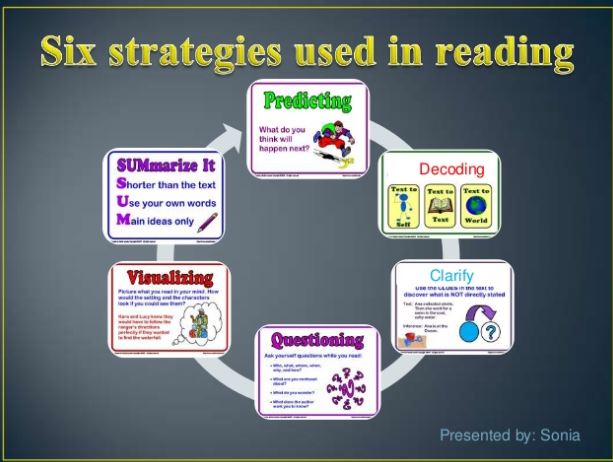 Six strategies used in reading
Predicting
What do you
think will
happen next?
Decoding
Text to
Self
Text to
Text
Text to
World
Clarify
Use the CLUES in the text to
discover what is NOT directly stated
?
Questioning
Ask yourself questions while you read:
• Who, what, where, when,
why, and how?
• What are you confused
about?
• What do you wonder?
• What does the author
want you to know?
Visualizing
Picture what you read in your mind. How
would the setting and the characters
look if you could see them?
Kara and Lucy knew they
would have to follow the
ranger's directions
perfectly if they wanted
to find the waterfall.
SUMmarize It
Shorter than the text
Use your own words
Main ideas only
Presented by: Sonia